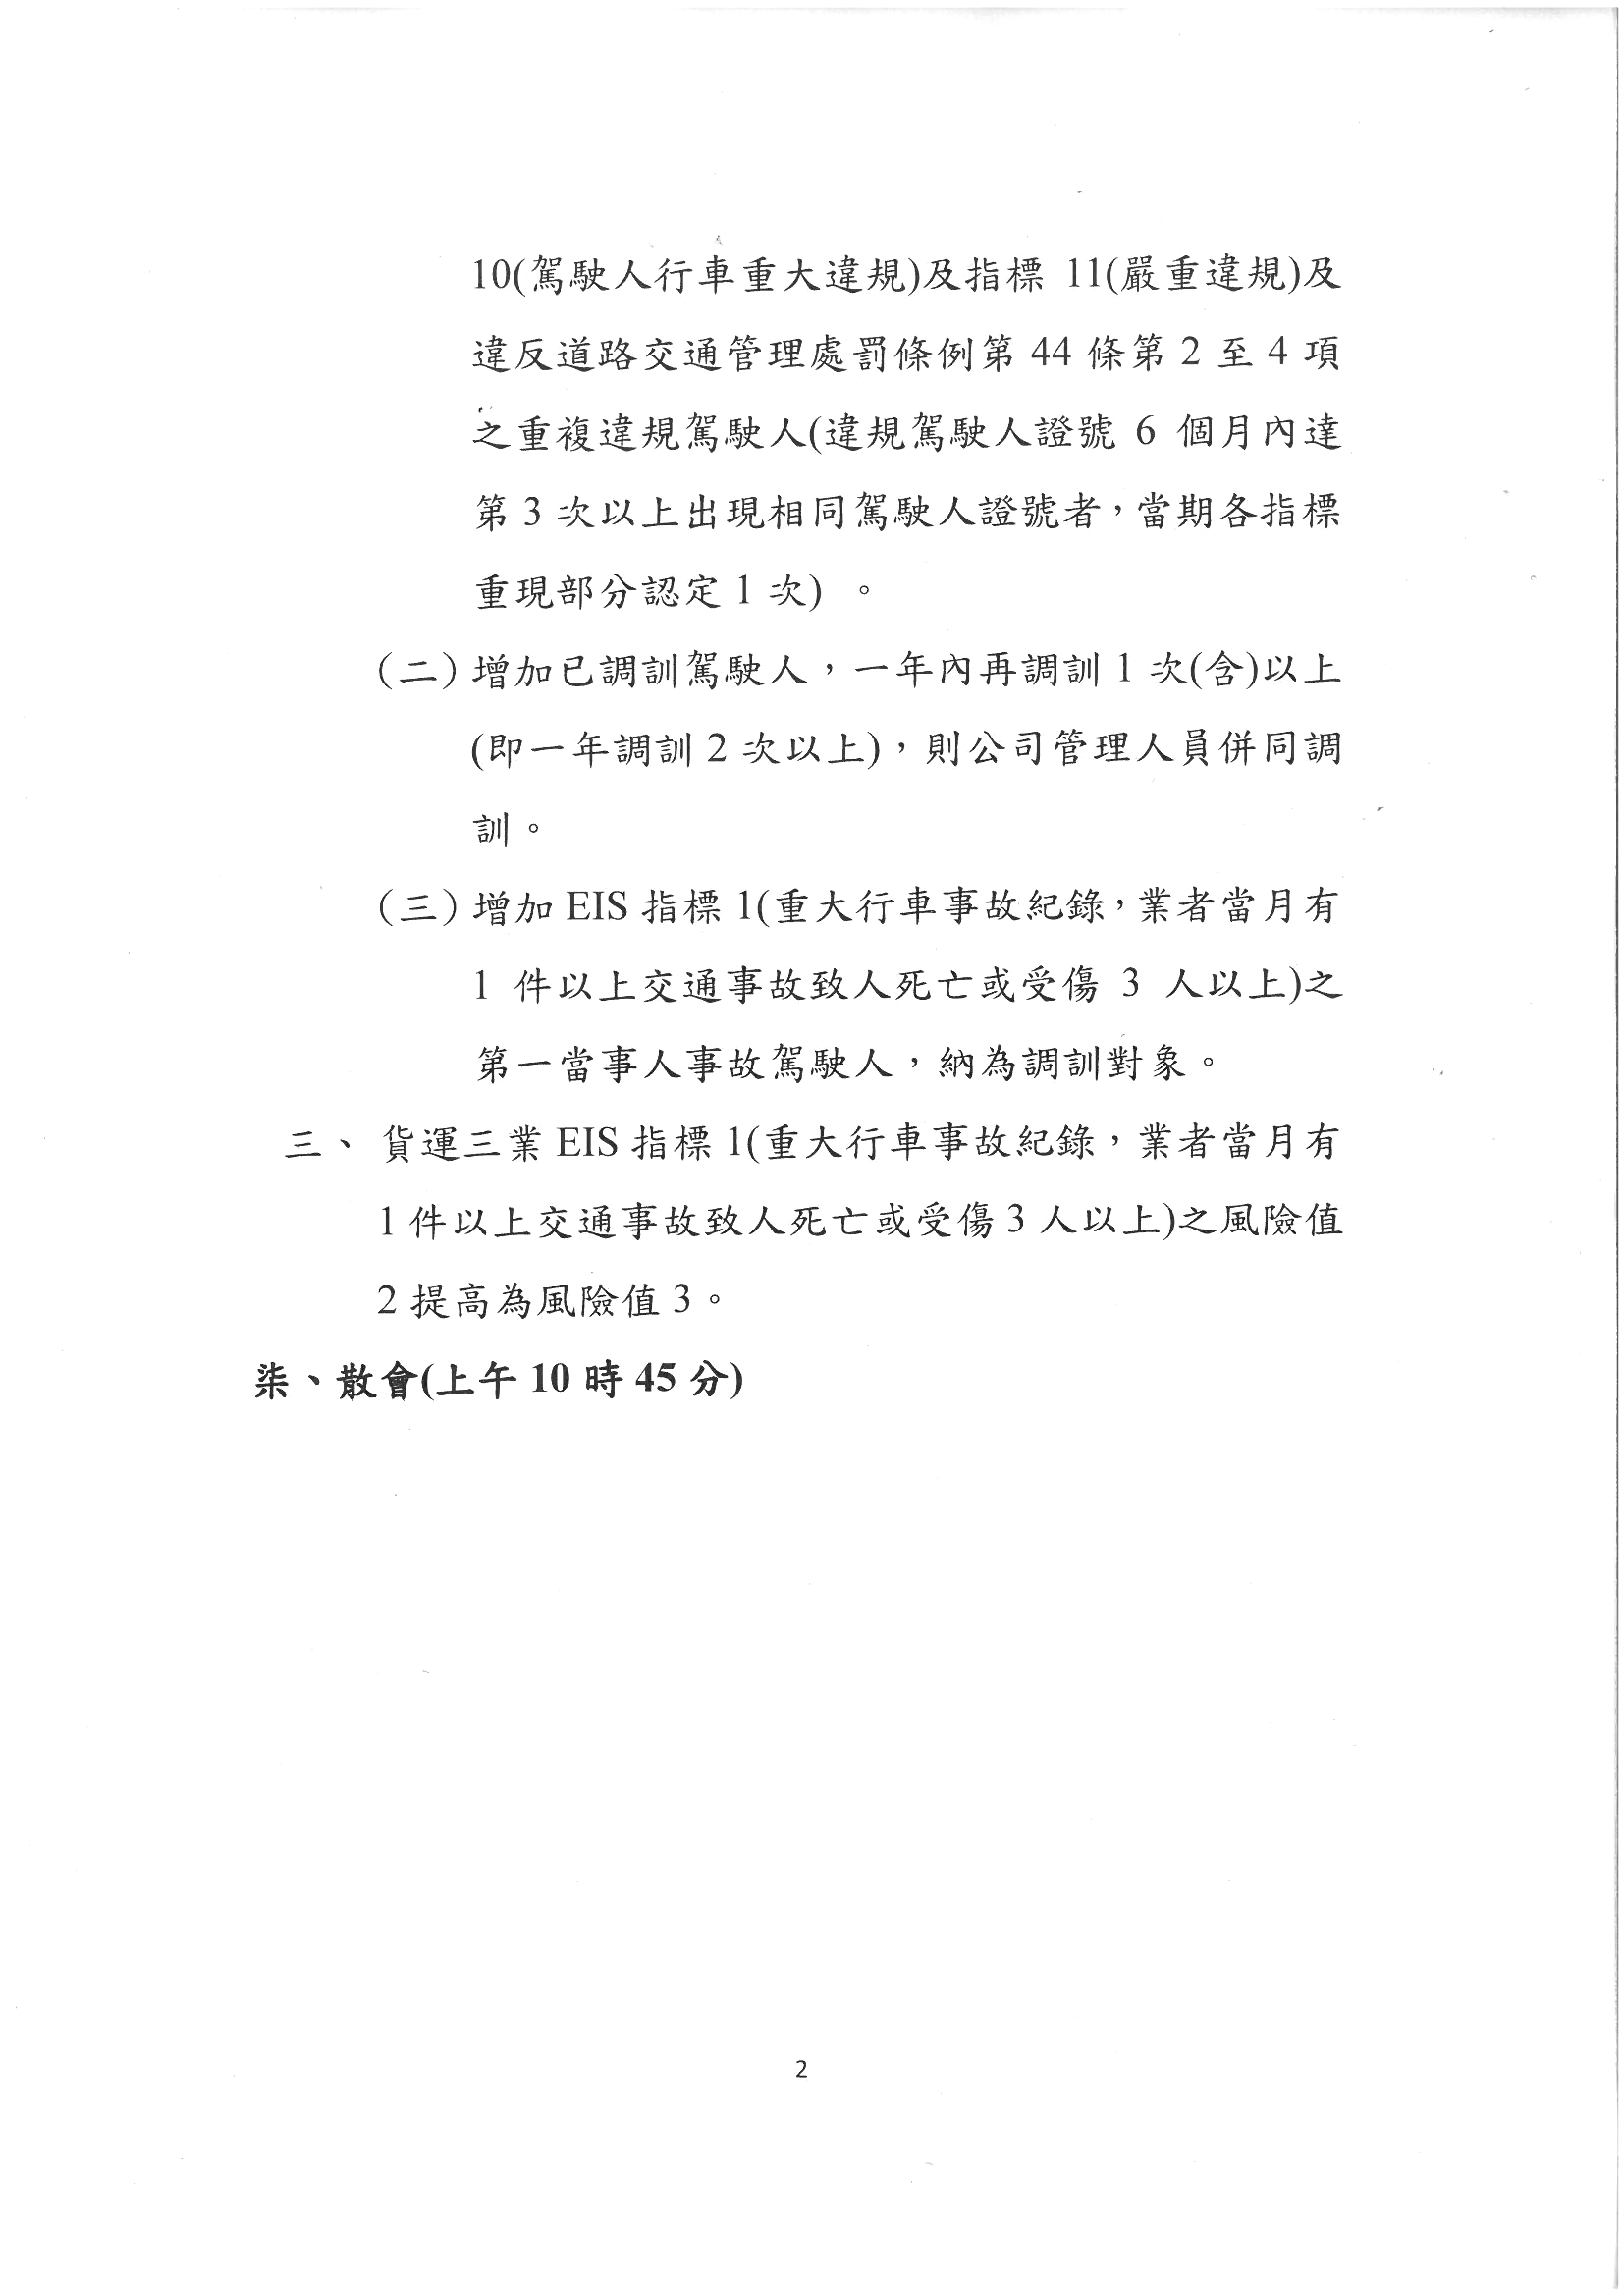 10(駕駛人行車重大違規)及指標 11(嚴重違規)及
違反道路交通管理處罰條例第 44 條第 2 至 4 項
之重複違規駕駛人(違規駕駛人證號 6 個月內達
第 3 次以上出現相同駕駛人證號者，當期各指標
重現部分認定 1 次) 。
(二) 增加已調訓駕駛人，一年內再調訓 1 次(含)以上
(即一年調訓 2 次以上)，則公司管理人員併同調
訓。
(三) 增加 EIS 指標 1(重大行車事故紀錄，業者當月有
1 件以上交通事故致人死亡或受傷 3 人以上)之
第一當事人事故駕駛人，納為調訓對象。
三、 貨運三業 EIS 指標 1(重大行車事故紀錄，業者當月有
1 件以上交通事故致人死亡或受傷 3 人以上)之風險值
2 提高為風險值 3。
柒、散會(上午 10 時 45 分)
2